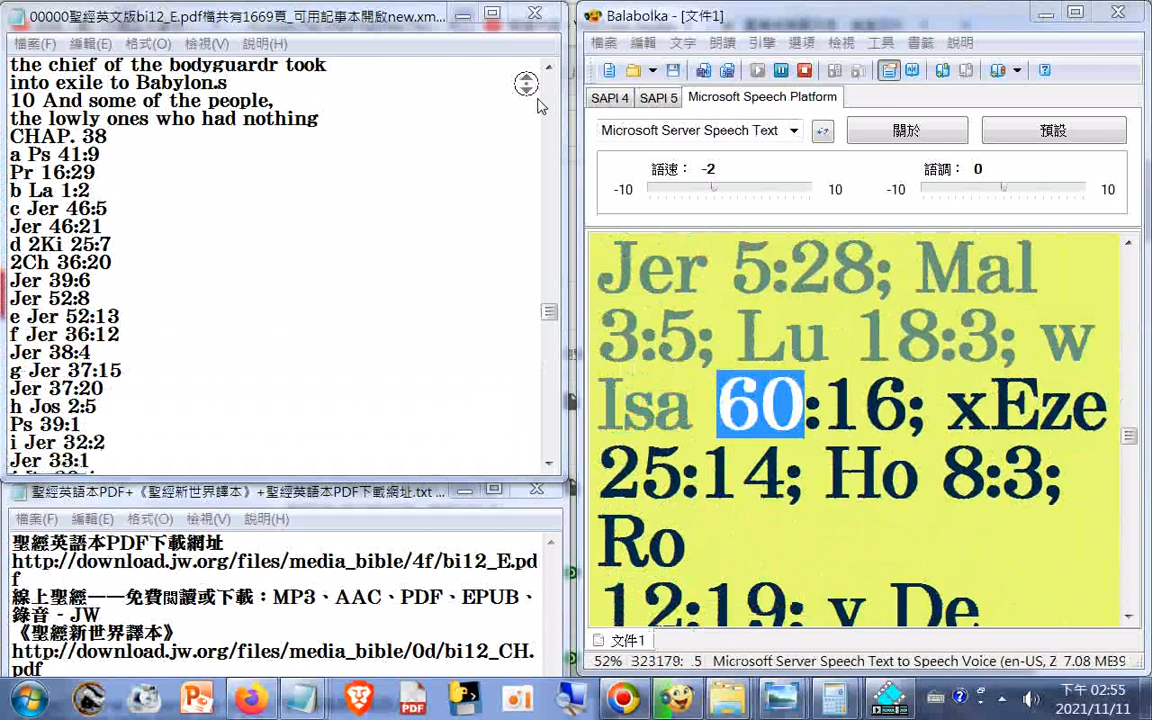 00000聖經英文版bi12_E.pdf檔共有1669頁_可用記事本開啟new.xm...
檔案(F) 編輯(E) 格式(O) 檢視(V) 說明(H)
the chief of the bodyguardr took
into exile to Babylon.s
10 And some of the people,
the lowly ones who had nothing
CHAP. 38
a Ps 41:9
Pr 16:29
b La 1:2
c Jer 46:5
Jer 46:21
d 2Ki 25:7
2Ch 36:20
Jer 39:6
Jer 52:8
e Jer 52:13
f Jer 36:12
Jer 38:4
g Jer 37:15
Jer 37:20
h Jos 2:5
Ps 39:1
i Jer 32:2
Jer 33:1
聖經英語本PDF+《聖經新世界譯本》+聖經英語本PDF下載網址.txt ...
檔案(F) 編輯(E) 格式(O) 檢視(V) 說明(H)
聖經英語本PDF下載網址
http://download.jw.org/files/media_bible/4f/bi12_E.pd
f
線上聖經——免費閱讀或下載：MP3、AAC、PDF、EPUB、
錄音 - JW
《聖經新世界譯本》
http://download.jw.org/files/media_bible/0d/bi12_CH.
pdf
Balabolka - [文件1]
檔案 編輯 文字 朗讀 引擎 選項 檢視 工具 書籤 說明
SAPI 4 SAPI 5 Microsoft Speech Platform
Microsoft Server Speech Text 關於 預設
語速： -2 語調： 0
-10 10 -10 10
Jer 5:28; Mal
3:5; Lu 18:3; w
Isa 60:16; xEze
25:14; Ho 8:3;
Ro
12:19; y De
文件1
52% 323179: .5 Microsoff Server Speech Text to Speech Voice (en-US, Z 7.08 MB
下午 02:55
2021/11/11